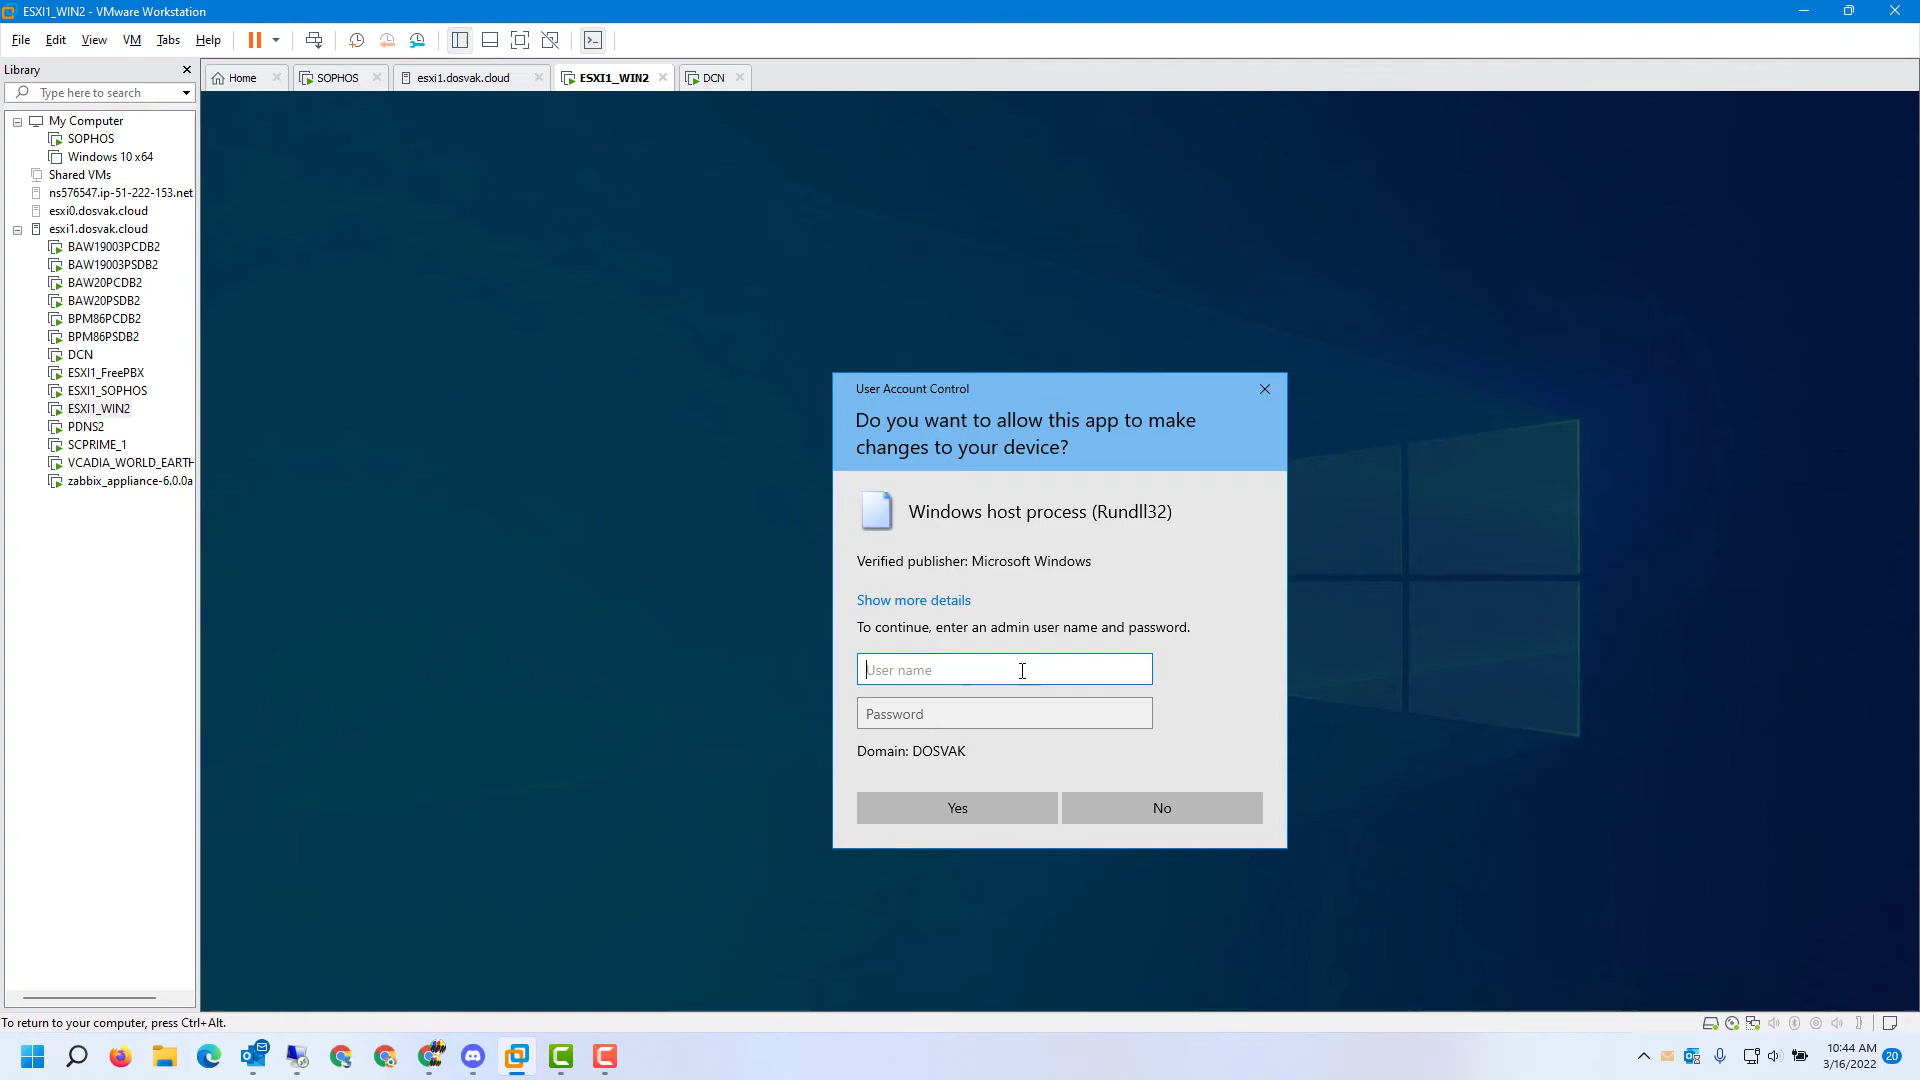 ESXI1_WIN2 - VMware Workstation
File Edit View VM Tabs Help
Library
Type here to search
Home SOPHOS esxi1.dosvak.cloud ESXI1_WIN2 DCN
My Computer
SOPHOS
Windows 10 x64
Shared VMs
ns576547.ip-51-222-153.net
esxi0.dosvak.cloud
esxi1.dosvak.cloud
BAW19003PCDB2
BAW19003PSDB2
BAW20PCDB2
BAW20PSDB2
BPM86PCDB2
BPM86PSDB2
DCN
ESXI1_FreePBX
ESXI1_SOPHOS
ESXI1_WIN2
PDNS2
SCPRIME_1
VCADIA_WORLD_EARTH
zabbix_appliance-6.0.0a
User Account Control
Do you want to allow this app to make
changes to your device?
Windows host process (Rundll32)
Verified publisher: Microsoft Windows
Show more details
To continue, enter an admin user name and password.
User name
Password
Domain: DOSVAK
Yes No
To return to your computer, press Ctrl+Alt.
10:44 AM
3/16/2022
20